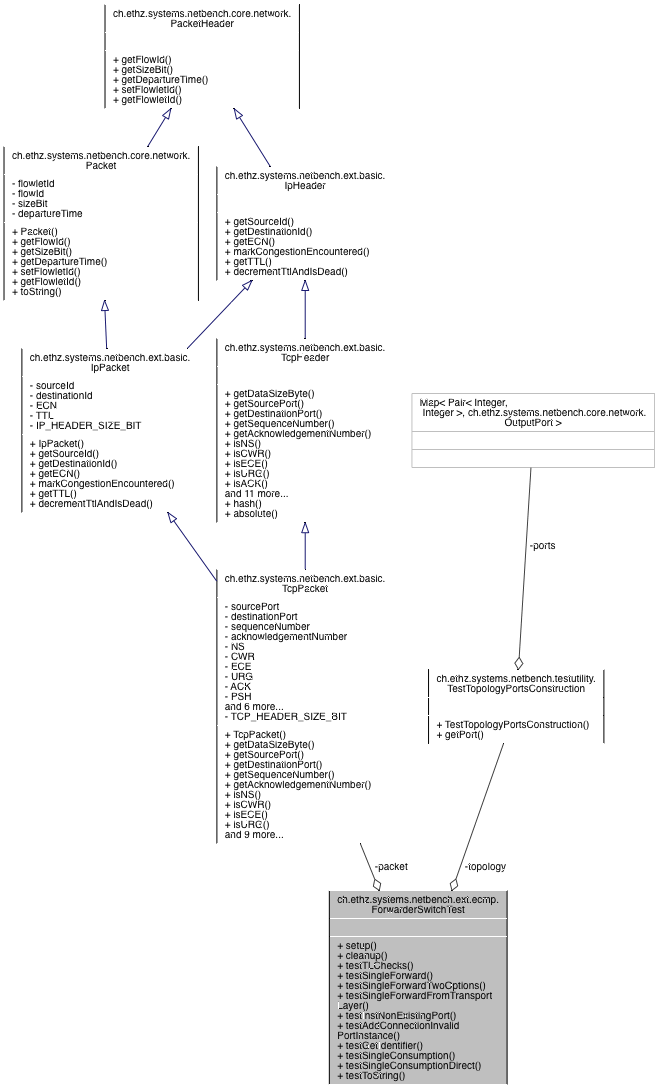 ch.ethz.systems.netbench.core.network.
PacketHeader
+ getFlowId()
+ getSizeBit()
+ getDepartureTime()
+ setFlowletId()
+ getFlowletId()
ch.ethz.systems.netbench.core.network.
Packet
- flowletId
- flowId
- sizeBit
- departureTime
+ Packet()
+ getFlowId()
+ getSizeBit()
+ getDepartureTime()
+ setFlowletId()
+ getFlowletId()
+ toString()
ch.ethz.systems.netbench.ext.basic.
IpHeader
+ getSourceId()
+ getDestinationId()
+ getECN()
+ markCongestionEncountered()
+ getTTL()
+ decrementTtlAndIsDead()
ch.ethz.systems.netbench.ext.basic.
IpPacket
- sourceId
- destinationId
- ECN
- TTL
- IP_HEADER_SIZE_BIT
+ IpPacket()
+ getSourceId()
+ getDestinationId()
+ getECN()
+ markCongestionEncountered()
+ getTTL()
+ decrementTtlAndIsDead()
ch.ethz.systems.netbench.ext.basic.
TcpHeader
+ getDataSizeByte()
+ getSourcePort()
+ getDestinationPort()
+ getSequenceNumber()
+ getAcknowledgementNumber()
+ isNS()
+ isCWR()
+ isECE()
+ isURG()
+ isACK()
and 11 more...
+ hash()
+ absolute()
Map< Pair< Integer,
Integer >, ch.ethz.systems.netbench.core.network.
OutputPort >
-ports
ch.ethz.systems.netbench.ext.basic.
TcpPacket
- sourcePort
- destinationPort
- sequenceNumber
- acknowledgementNumber
- NS
- CWR
- ECE
- URG
- ACK
- PSH
and 6 more...
- TCP_HEADER_SIZE_BIT
+ TcpPacket()
+ getDataSizeByte()
+ getSourcePort()
+ getDestinationPort()
+ getSequenceNumber()
+ getAcknowledgementNumber()
+ isNS()
+ isCWR()
+ isECE()
+ isURG()
and 9 more...
ch.ethz.systems.netbench.testutility.
TestTopologyPortsConstruction
+ TestTopologyPortsConstruction()
+ getPort()
-packet
-topology
ch.ethz.systems.netbench.ext.ecmp.
ForwarderSwitchTest
+ setup()
+ cleanup()
+ testTLChecks()
+ testSingleForward()
+ testSingleForwardTwoOptions()
+ testSingleForwardFromTransport
Layer()
+ testInstNonExistingPort()
+ testAddConnectionInvalid
PortInstance()
+ testGetIdentifier()
+ testSingleConsumption()
+ testSingleConsumptionDirect()
+ testToString()